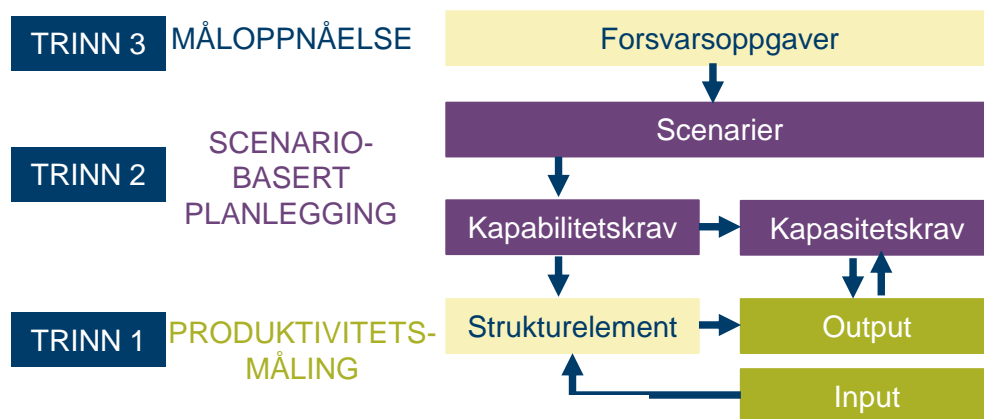 TRINN 3
MÅLOPPNÅELSE
Forsvarsoppgaver
Scenarier
TRINN 2
SCENARIO-
BASERT
PLANLEGGING
Kapabilitetskrav
Kapasitetskrav
TRINN 1
PRODUKTIVITETS-
MÅLING
Strukturelement
Output
Input